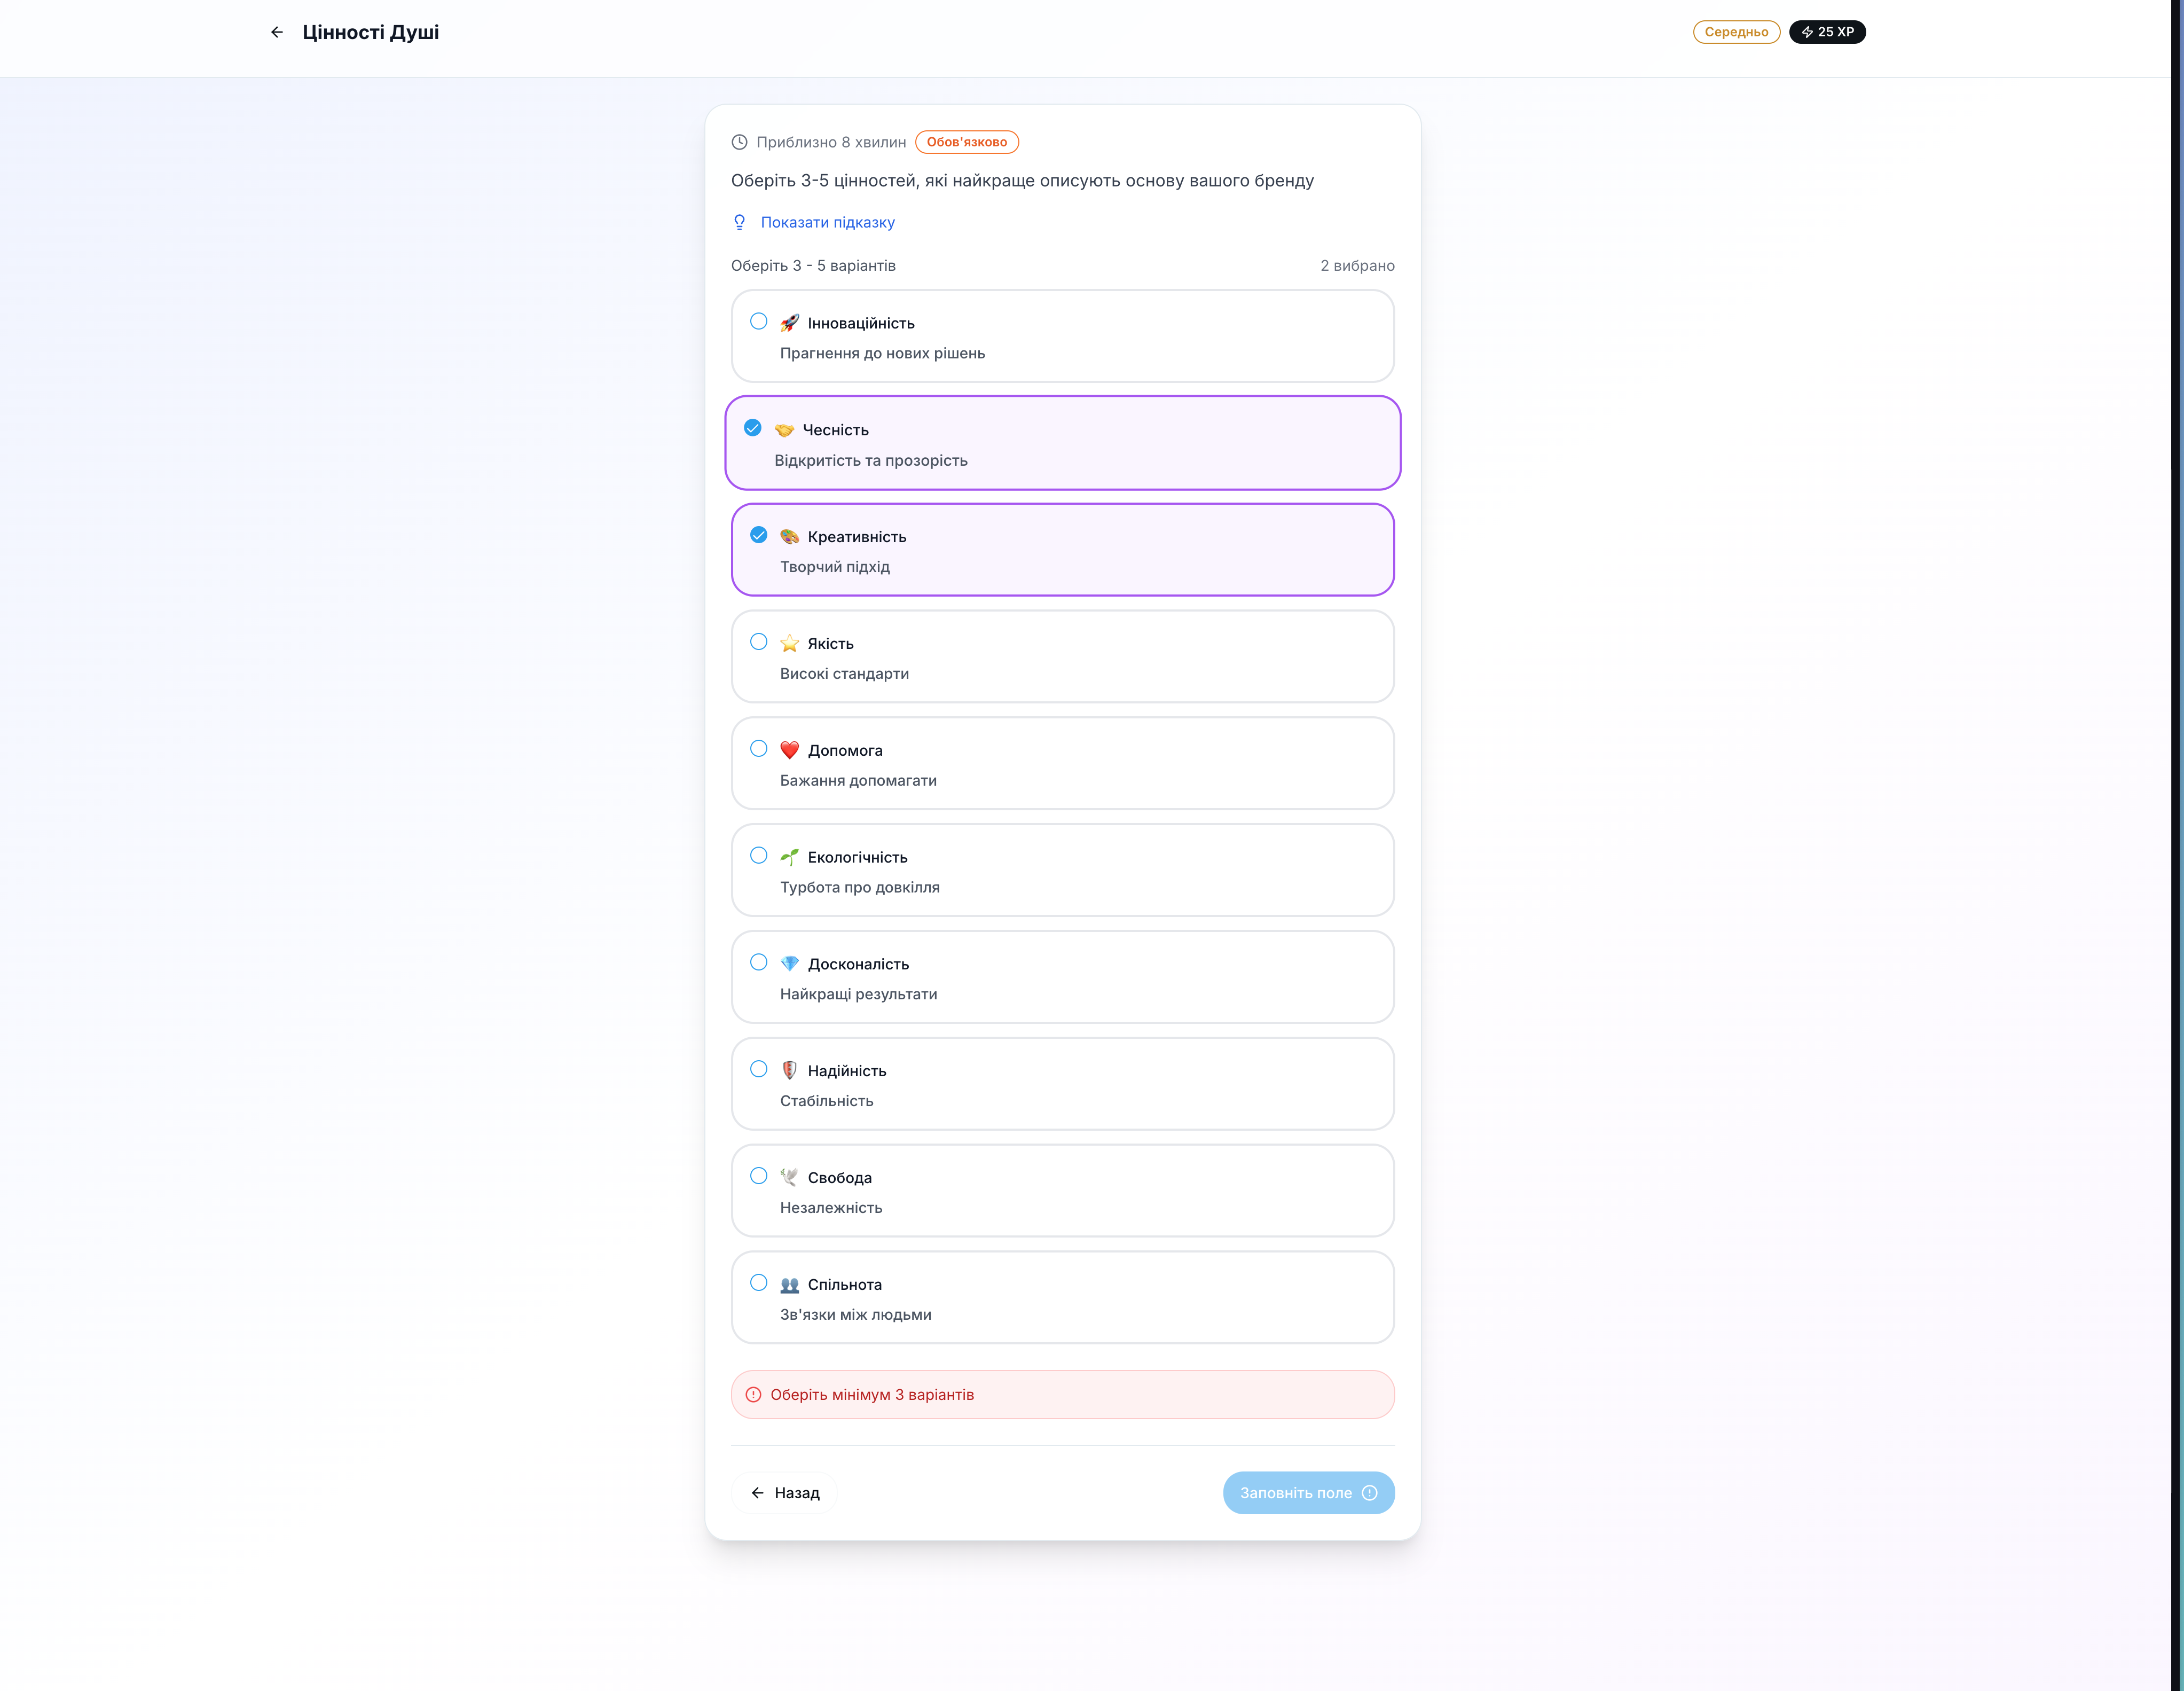 Цінності Душі
Середньо
25 XP
Приблизно 8 хвилин
Обов'язково
Оберіть 3-5 цінностей, які найкраще описують основу вашого бренду
Показати підказку
Оберіть 3 - 5 варіантів
2 вибрано
Інноваційність
Прагнення до нових рішень
Чесність
Відкритість та прозорість
Креативність
Творчий підхід
Якість
Високі стандарти
Допомога
Бажання допомагати
Екологічність
Турбота про довкілля
Досконалість
Найкращі результати
Надійність
Стабільність
Свобода
Незалежність
Спільнота
Зв'язки між людьми
Оберіть мінімум 3 варіантів
Назад
Заповніть поле